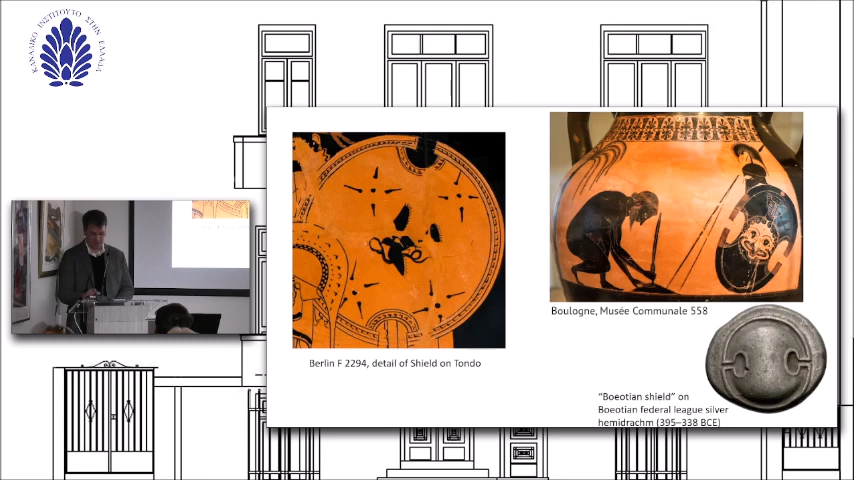 ΚΑΝΑΔΙΚΟ ΙΝΣΤΙΤΟΥΤΟ ΣΤΗΝ ΕΛΛΑΔΑ
Berlin F 2294, detail of Shield on Tondo
Boulogne, Musée Communale 558
“Boeotian shield” on
Boeotian federal league silver
hemidrachm (395–338 BCE)